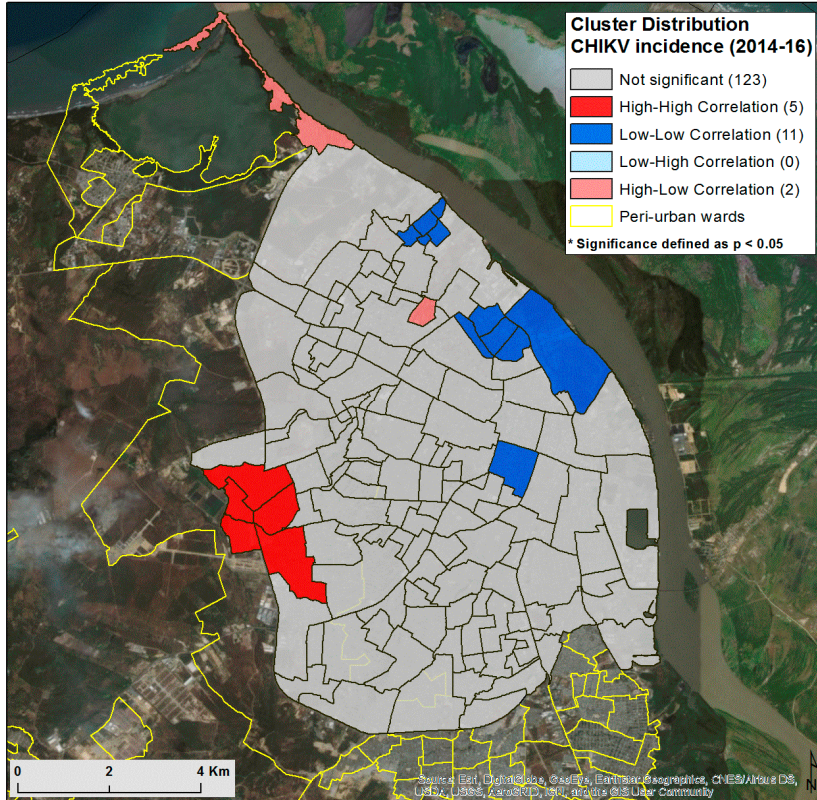 Cluster Distribution
CHIKV incidence (2014-16)
Not significant (123)
High-High Correlation (5)
Low-Low Correlation (11)
Low-High Correlation (0)
High-Low Correlation (2)
Peri-urban wards
* Significance defined as p < 0.05
0 2 4 Km
Source: Esri, DigitalGlobe, GeoEye, Earthstar Geographics, CNES/Airbus DS,
USDA, USGS, AeroGRID, IGN, and the GIS User Community
N